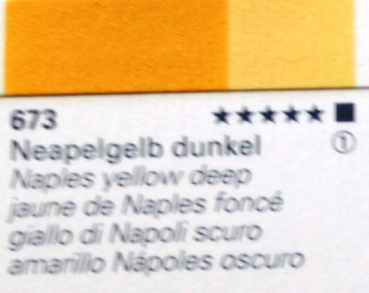 673 ★★★★★ ■
Neapelgelb dunkel ①
Naples yellow deep
jaune de Naples foncé
giallo di Napoli scuro
amarillo Nápoles oscuro